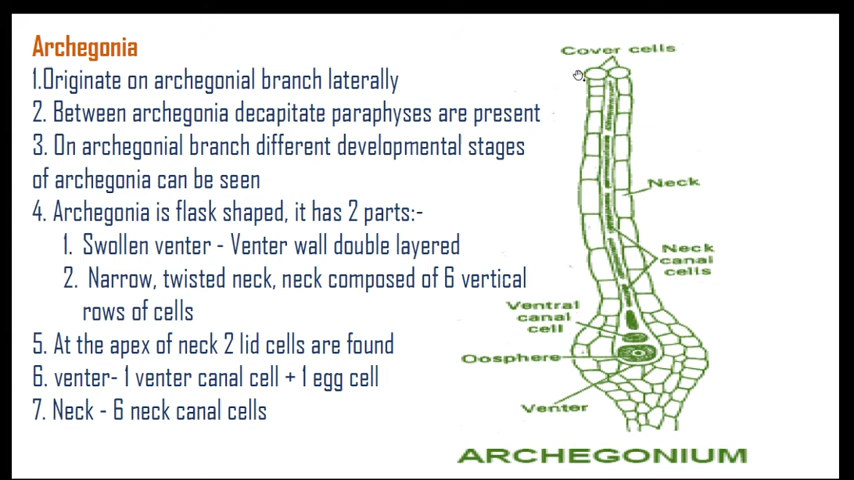 Archegonia
1.Originate on archegonial branch laterally
2. Between archegonia decapitate paraphyses are present
3. On archegonial branch different developmental stages
of archegonia can be seen
4. Archegonia is flask shaped, it has 2 parts:-
1. Swollen venter - Venter wall double layered
2. Narrow, twisted neck, neck composed of 6 vertical
rows of cells
5. At the apex of neck 2 lid cells are found
6. venter- 1 venter canal cell + 1 egg cell
7. Neck - 6 neck canal cells
Cover cells
Neck
Neck
canal
cells
Ventral
canal
cell
Oosphere
Venter
ARCHEGONIUM